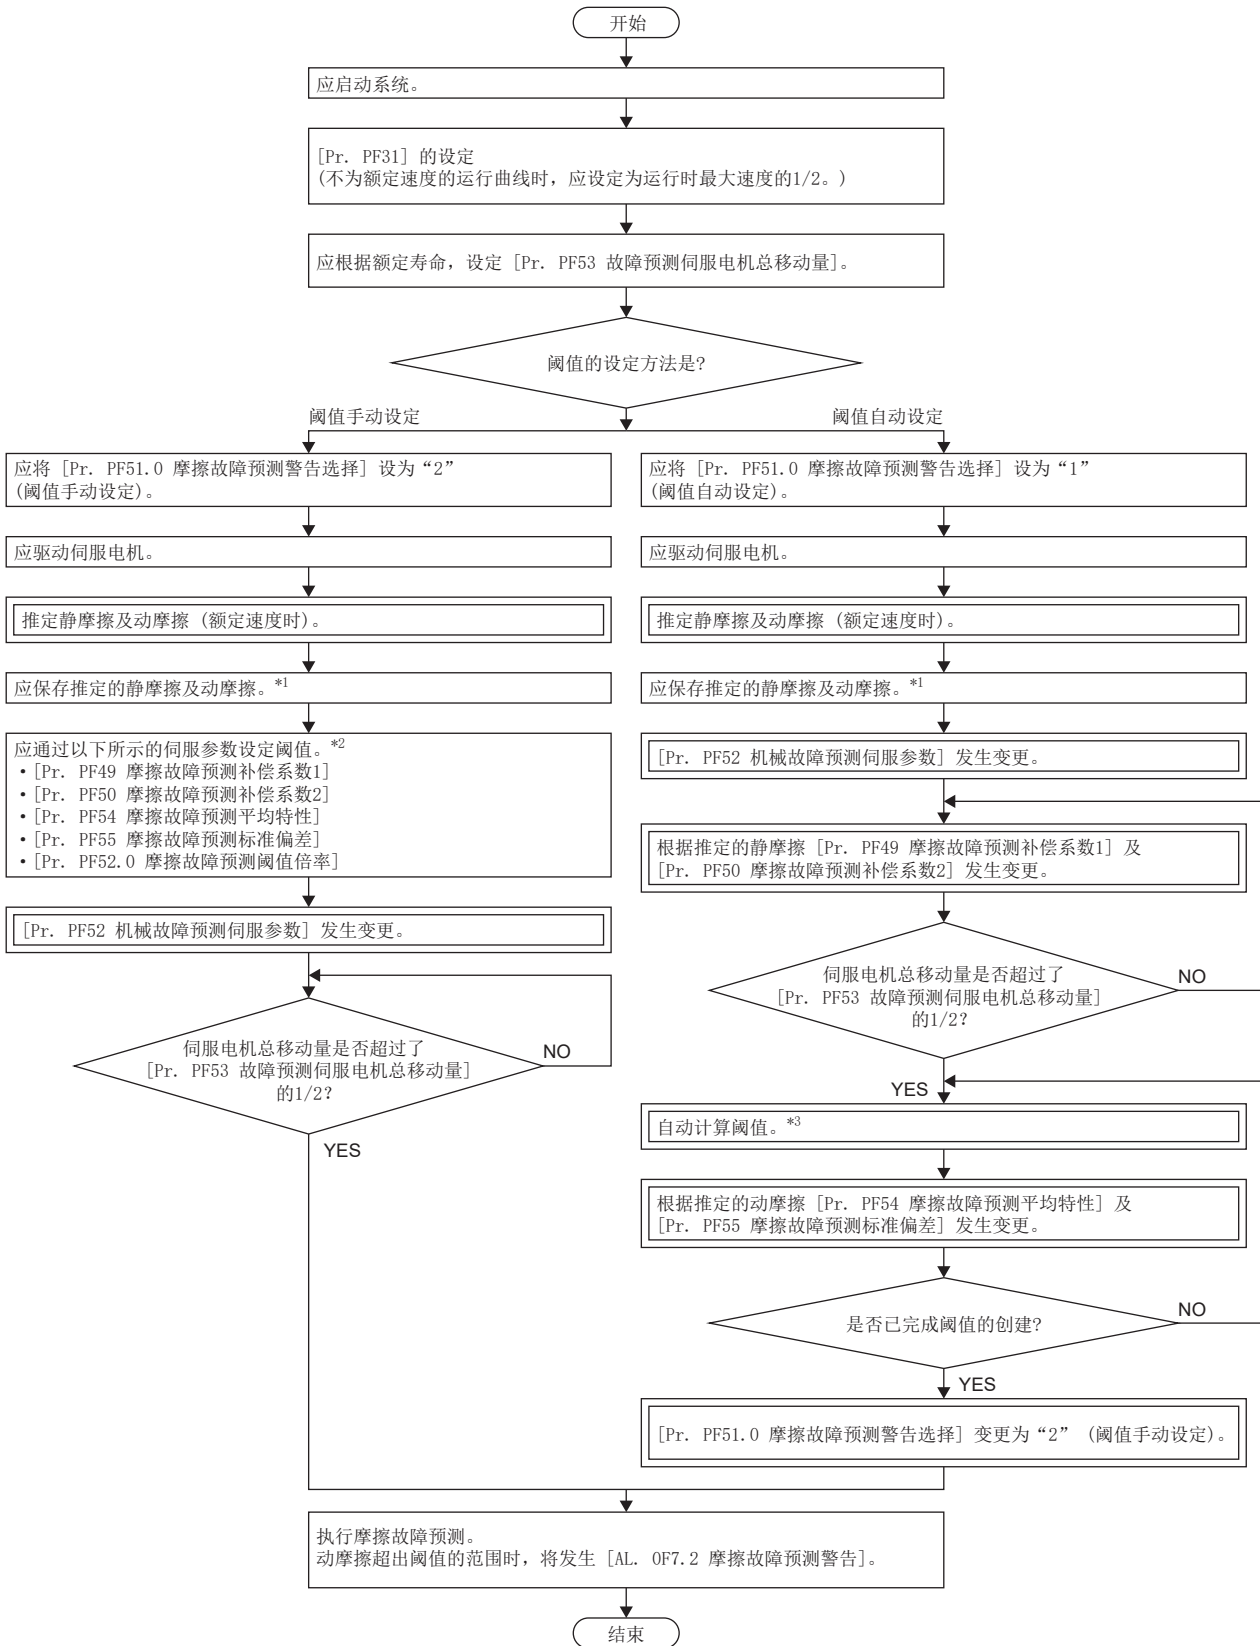 开始
应启动系统。
[Pr. PF31] 的设定
(不为额定速度的运行曲线时，应设定为运行时最大速度的1/2。)
应根据额定寿命，设定 [Pr. PF53 故障预测伺服电机总移动量]。
阈值的设定方法是?
阈值手动设定
阈值自动设定
应将 [Pr. PF51.0 摩擦故障预测警告选择] 设为“2”
(阈值手动设定)。
应驱动伺服电机。
推定静摩擦及动摩擦 (额定速度时)。
应保存推定的静摩擦及动摩擦。*1
应通过以下所示的伺服参数设定阈值。*2
•[Pr. PF49 摩擦故障预测补偿系数1]
•[Pr. PF50 摩擦故障预测补偿系数2]
•[Pr. PF54 摩擦故障预测平均特性]
•[Pr. PF55 摩擦故障预测标准偏差]
•[Pr. PF52.0 摩擦故障预测阈值倍率]
[Pr. PF52 机械故障预测伺服参数] 发生变更。
伺服电机总移动量是否超过了
[Pr. PF53 故障预测伺服电机总移动量]
的1/2?
NO
YES
应将 [Pr. PF51.0 摩擦故障预测警告选择] 设为“1”
(阈值自动设定)。
应驱动伺服电机。
推定静摩擦及动摩擦 (额定速度时)。
应保存推定的静摩擦及动摩擦。*1
[Pr. PF52 机械故障预测伺服参数] 发生变更。
根据推定的静摩擦 [Pr. PF49 摩擦故障预测补偿系数1] 及
[Pr. PF50 摩擦故障预测补偿系数2] 发生变更。
伺服电机总移动量是否超过了
[Pr. PF53 故障预测伺服电机总移动量]
的1/2?
NO
YES
自动计算阈值。*3
根据推定的动摩擦 [Pr. PF54 摩擦故障预测平均特性] 及
[Pr. PF55 摩擦故障预测标准偏差] 发生变更。
是否已完成阈值的创建?
NO
YES
[Pr. PF51.0 摩擦故障预测警告选择] 变更为“2” (阈值手动设定)。
执行摩擦故障预测。
动摩擦超出阈值的范围时，将发生 [AL. 0F7.2 摩擦故障预测警告]。
结束